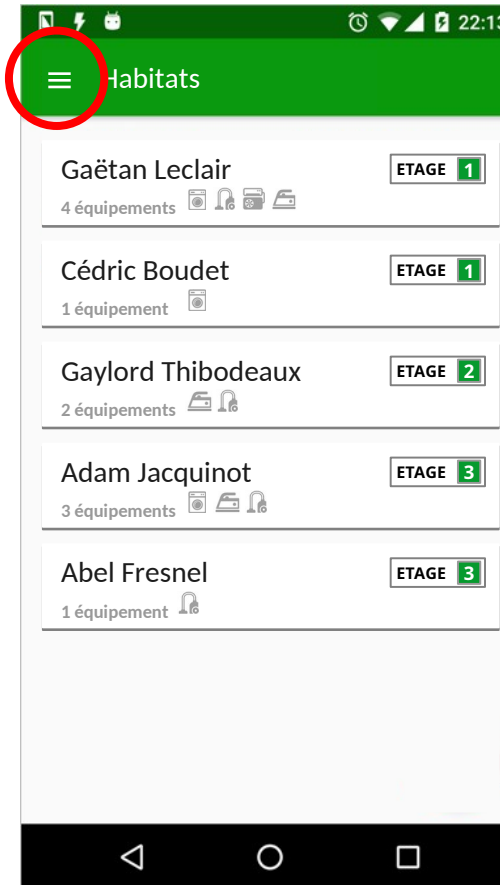 22:13
Habitats
Gaëtan Leclair
ETAGE 1
4 équipements
Cédric Boudet
ETAGE 1
1 équipement
Gaylord Thibodeaux
ETAGE 2
2 équipements
Adam Jacquinot
ETAGE 3
3 équipements
Abel Fresnel
ETAGE 3
1 équipement